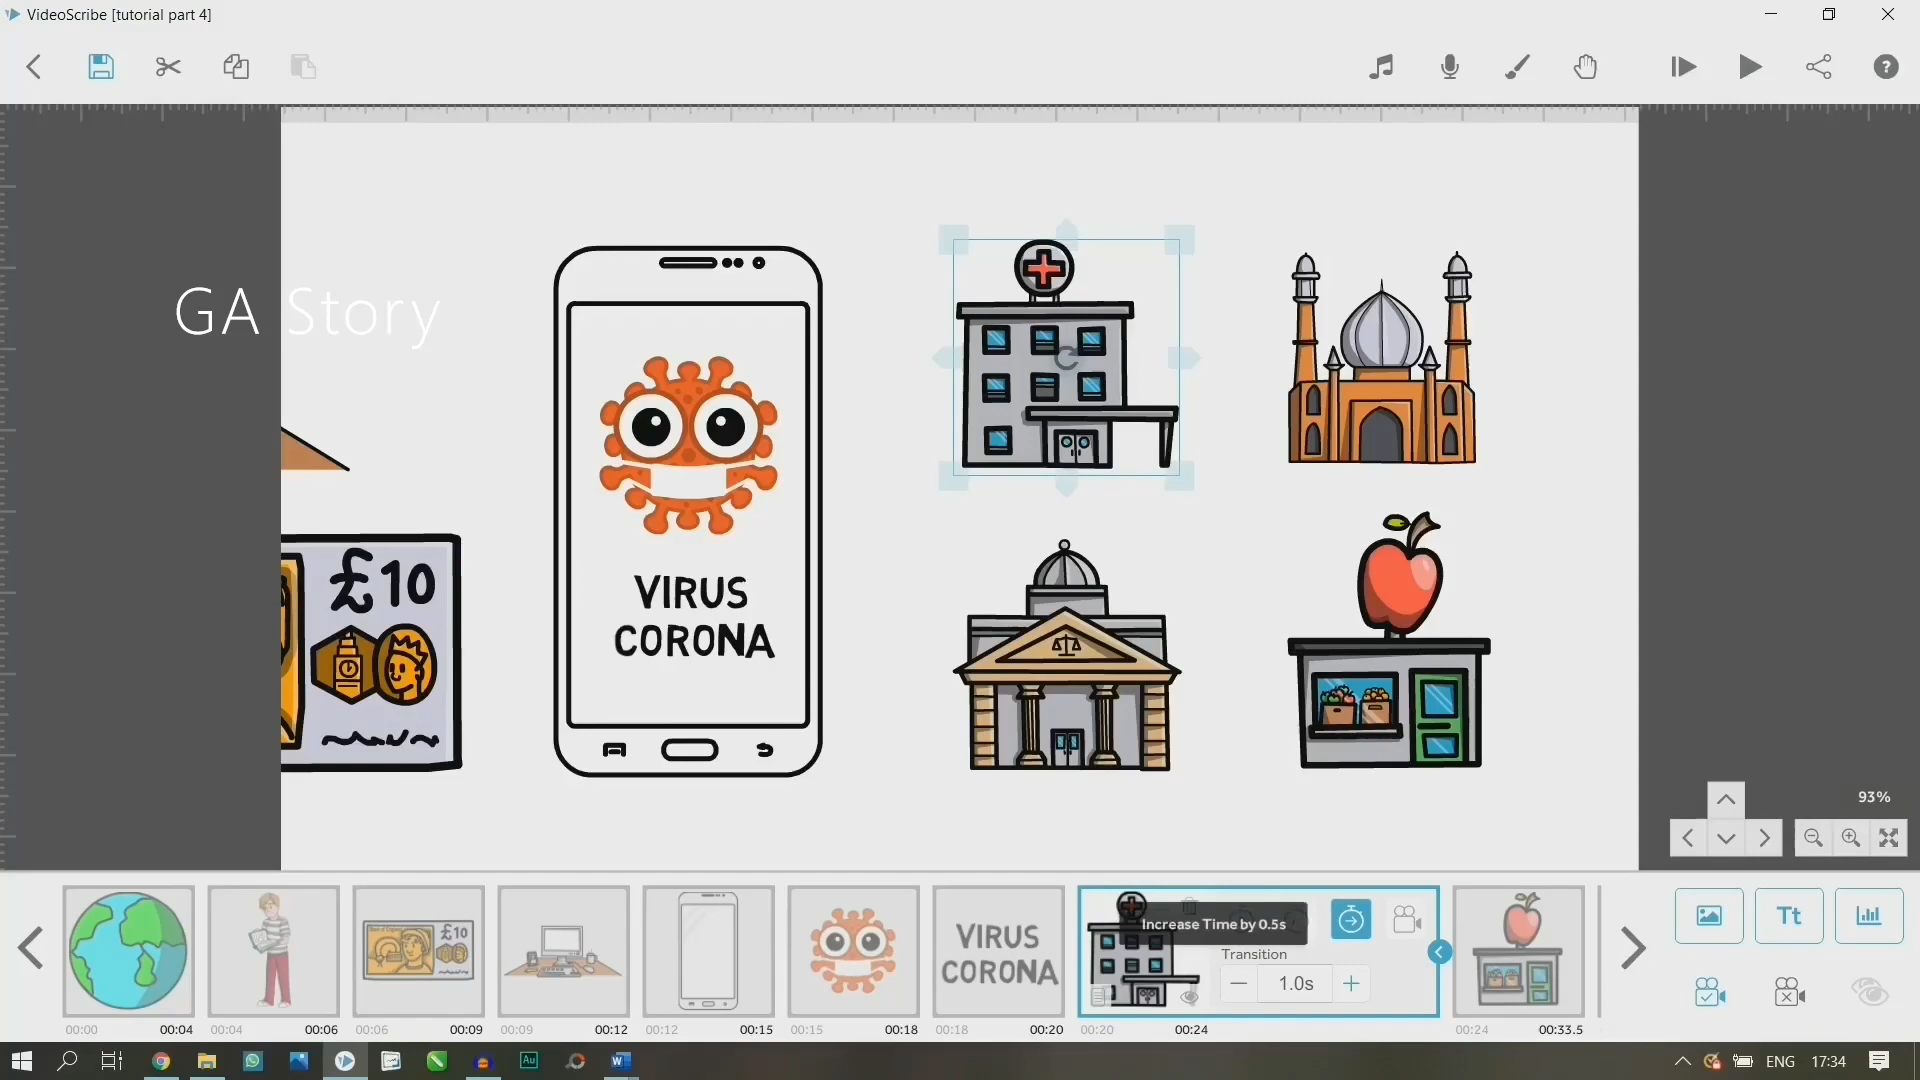 VideoScribe [tutorial part 4]
GA Story
£10
VIRUS
CORONA
93%
£10
VIRUS
CORONA
Increase Time by 0.5s
Transition
1.0s
Tt
00:00 00:04
00:04 00:06
00:06 00:09
00:09 00:12
00:12 00:15
00:15 00:18
00:18 00:20
00:20 00:24
00:24 00:33.5
Au
W
ENG
17:34